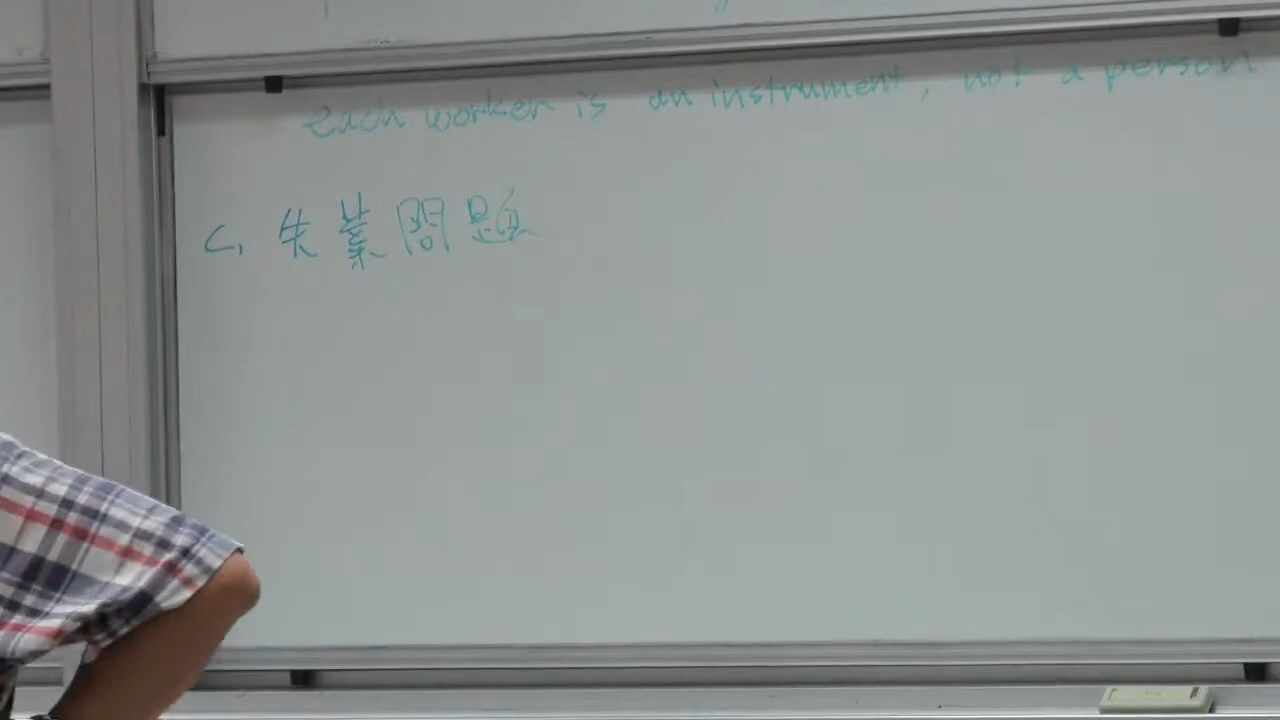 each worker is an instrument, not a person
C. 失業問題